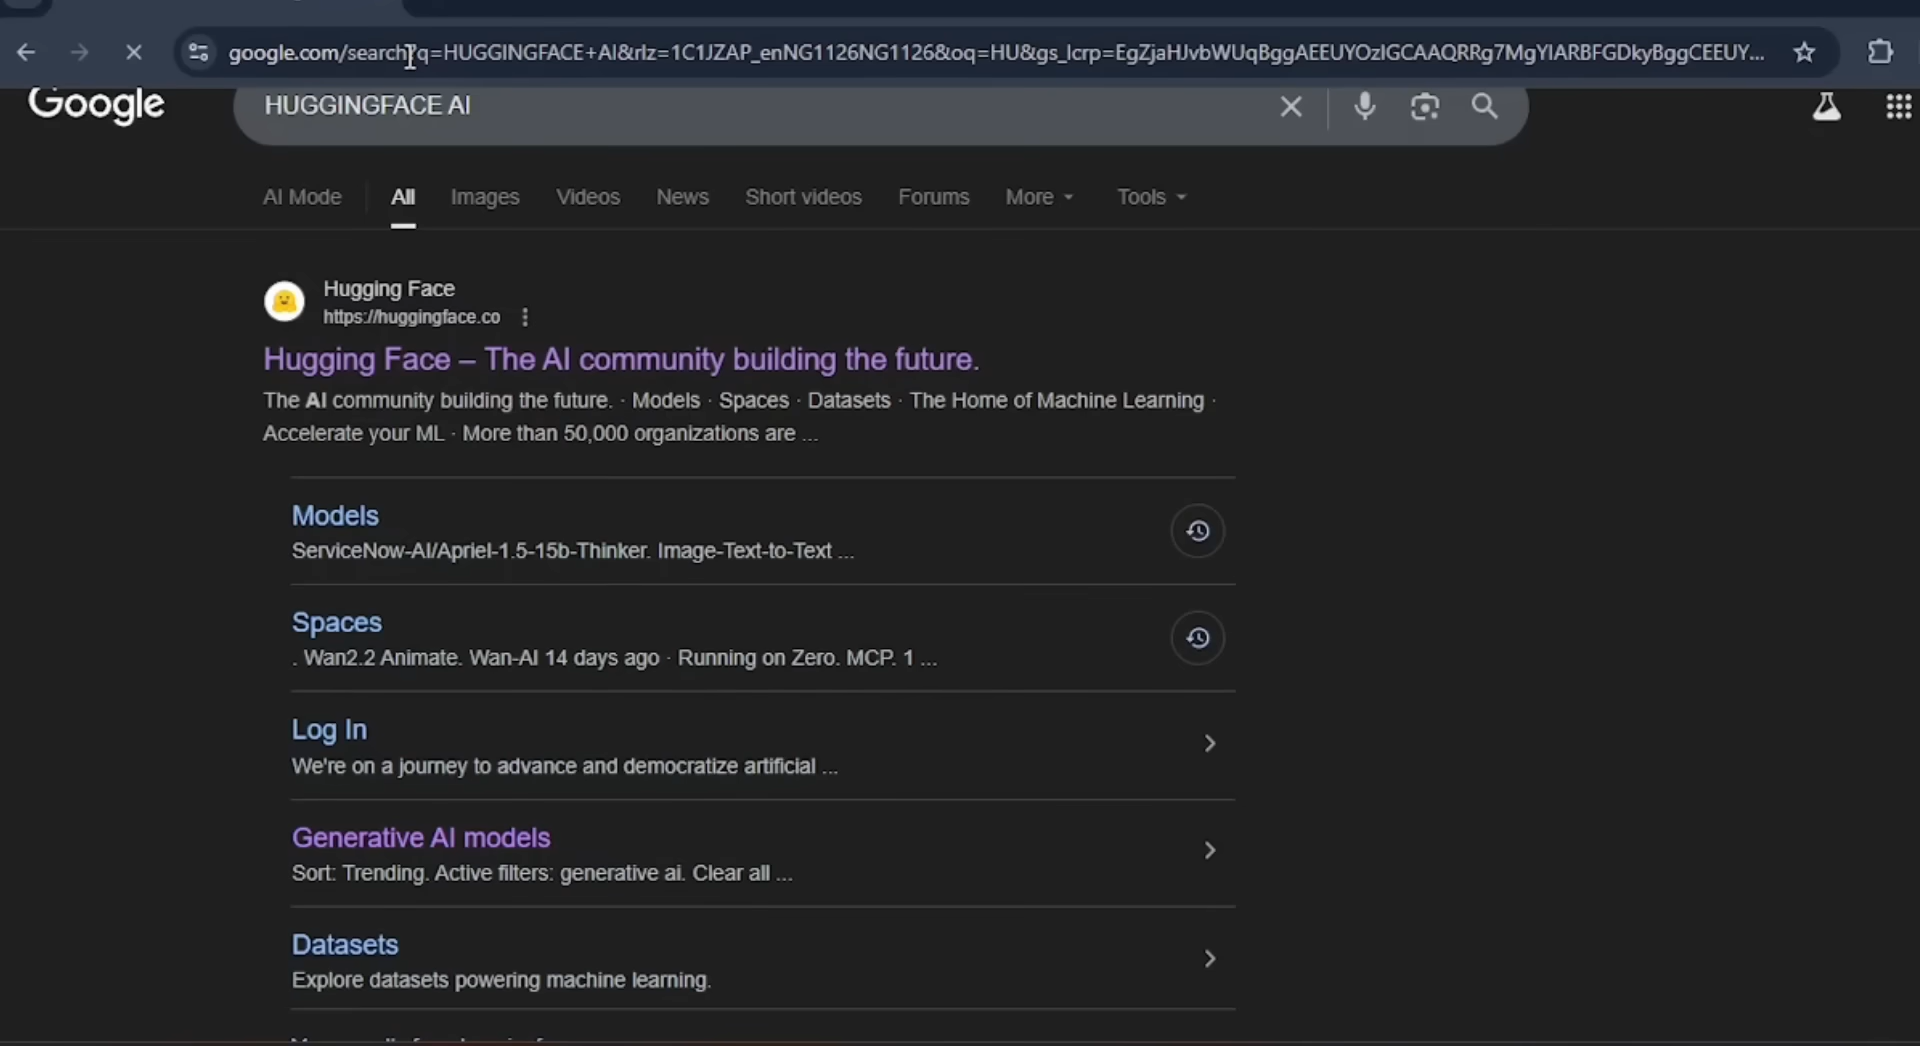 google.com/search?q=HUGGINGFACE+AI&rlz=1C1JZAP_enNG1126NG1126&oq=HU&gs_lcrp=EgZjaHJvbWUqBggAEEUYOzIGCAAQRRg7MgYIARBFGDkyBggCEEUY...
Google HUGGINGFACE AI
AI Mode All Images Videos News Short videos Forums More Tools
Hugging Face
https://huggingface.co
Hugging Face – The AI community building the future.
The AI community building the future. · Models · Spaces · Datasets · The Home of Machine Learning ·
Accelerate your ML · More than 50,000 organizations are ...
Models
ServiceNow-AI/Apriel-1.5-15b-Thinker. Image-Text-to-Text ...
Spaces
. Wan2.2 Animate. Wan-AI 14 days ago · Running on Zero. MCP. 1 ...
Log In
We're on a journey to advance and democratize artificial ...
Generative AI models
Sort: Trending. Active filters: generative ai. Clear all ...
Datasets
Explore datasets powering machine learning.